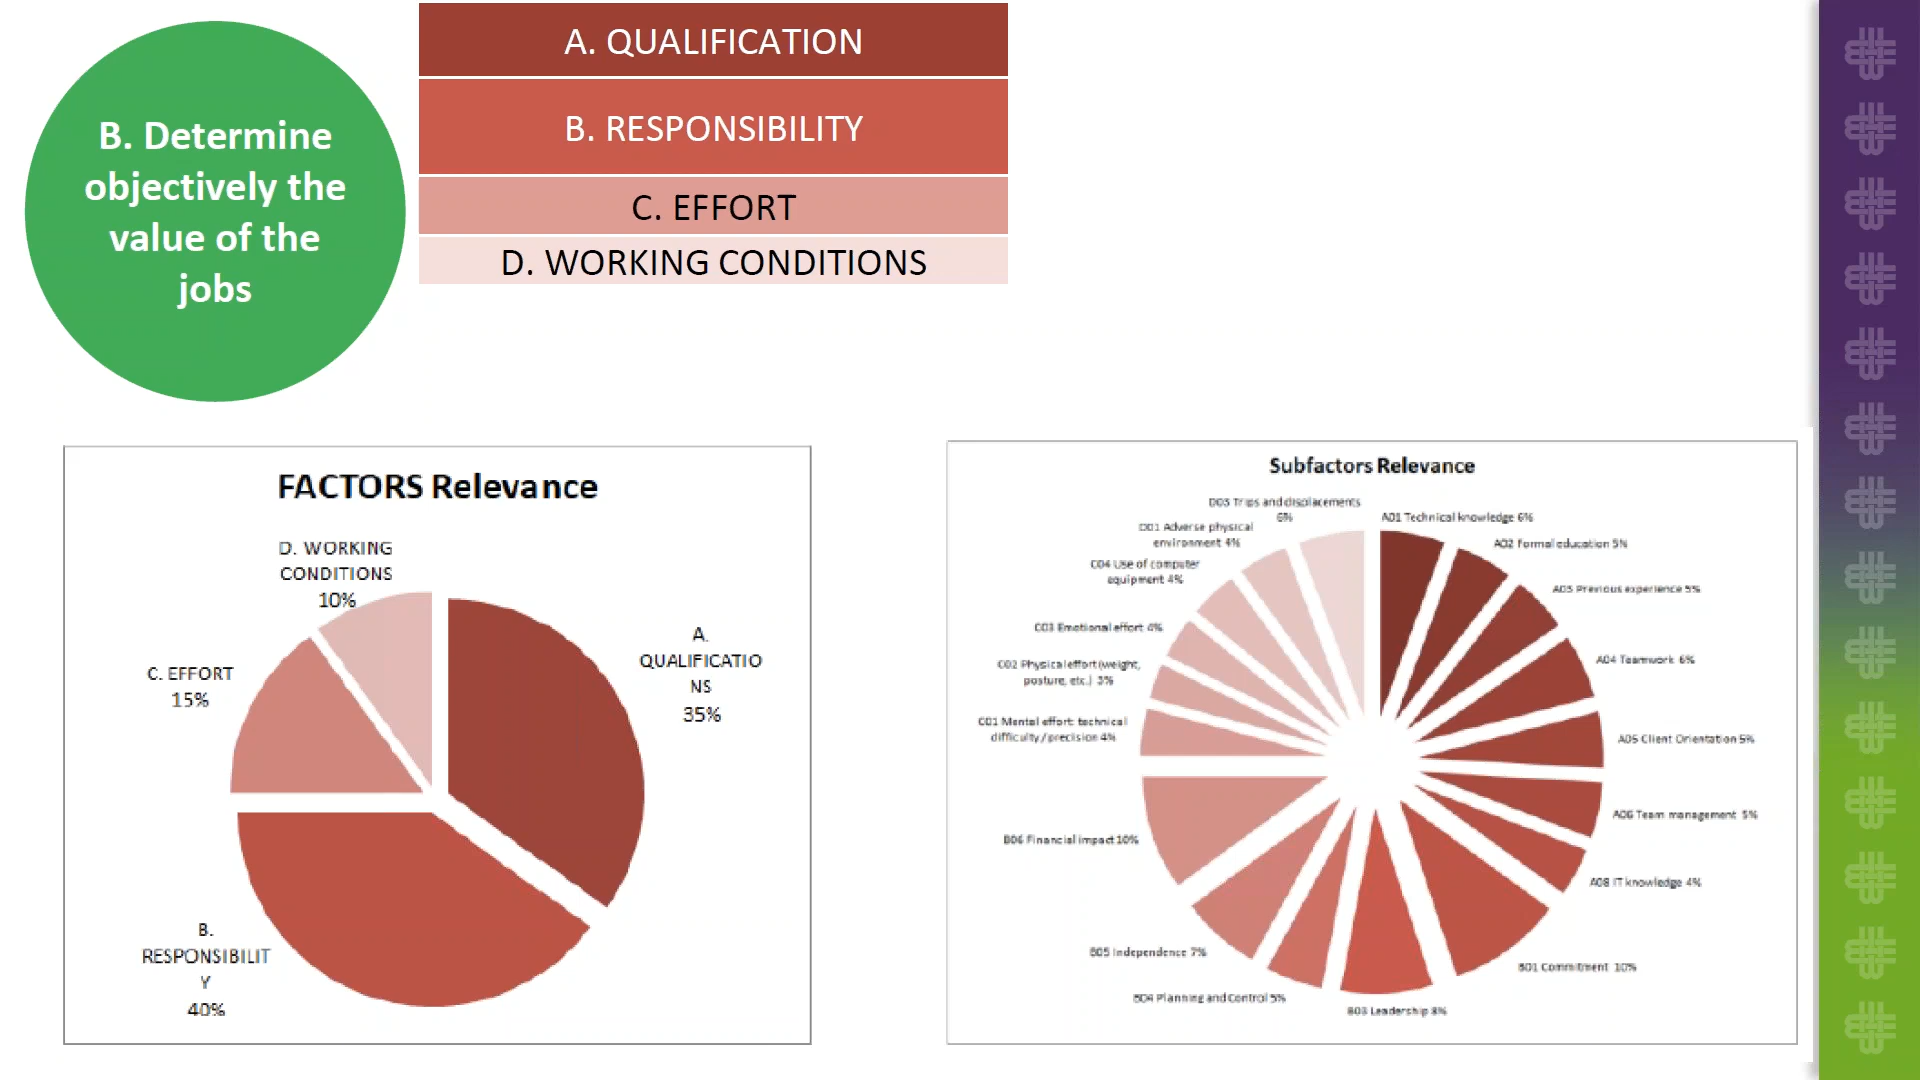 B. Determine
objectively the
value of the
jobs
A. QUALIFICATION
B. RESPONSIBILITY
C. EFFORT
D. WORKING CONDITIONS
FACTORS Relevance
D. WORKING
CONDITIONS
10%
A.
QUALIFICATIO
NS
35%
C. EFFORT
15%
B.
RESPONSIBILIT
Y
40%
Subfactors Relevance
D03 Trips and displacements
6%
A01 Technical knowledge 6%
D01 Adverse physical
environment 4%
A02 Formal education 5%
C04 Use of computer
equipment 4%
A03 Previous experience 5%
C03 Emotional effort 4%
A04 Teamwork 6%
C02 Physical effort (weight,
posture, etc.) 3%
C01 Mental effort: technical
difficulty / precision 4%
A05 Client Orientation 5%
A06 Team management 5%
B06 Financial impact 10%
A08 IT knowledge 4%
B05 Independence 7%
B01 Commitment 10%
B04 Planning and Control 5%
B03 Leadership 8%